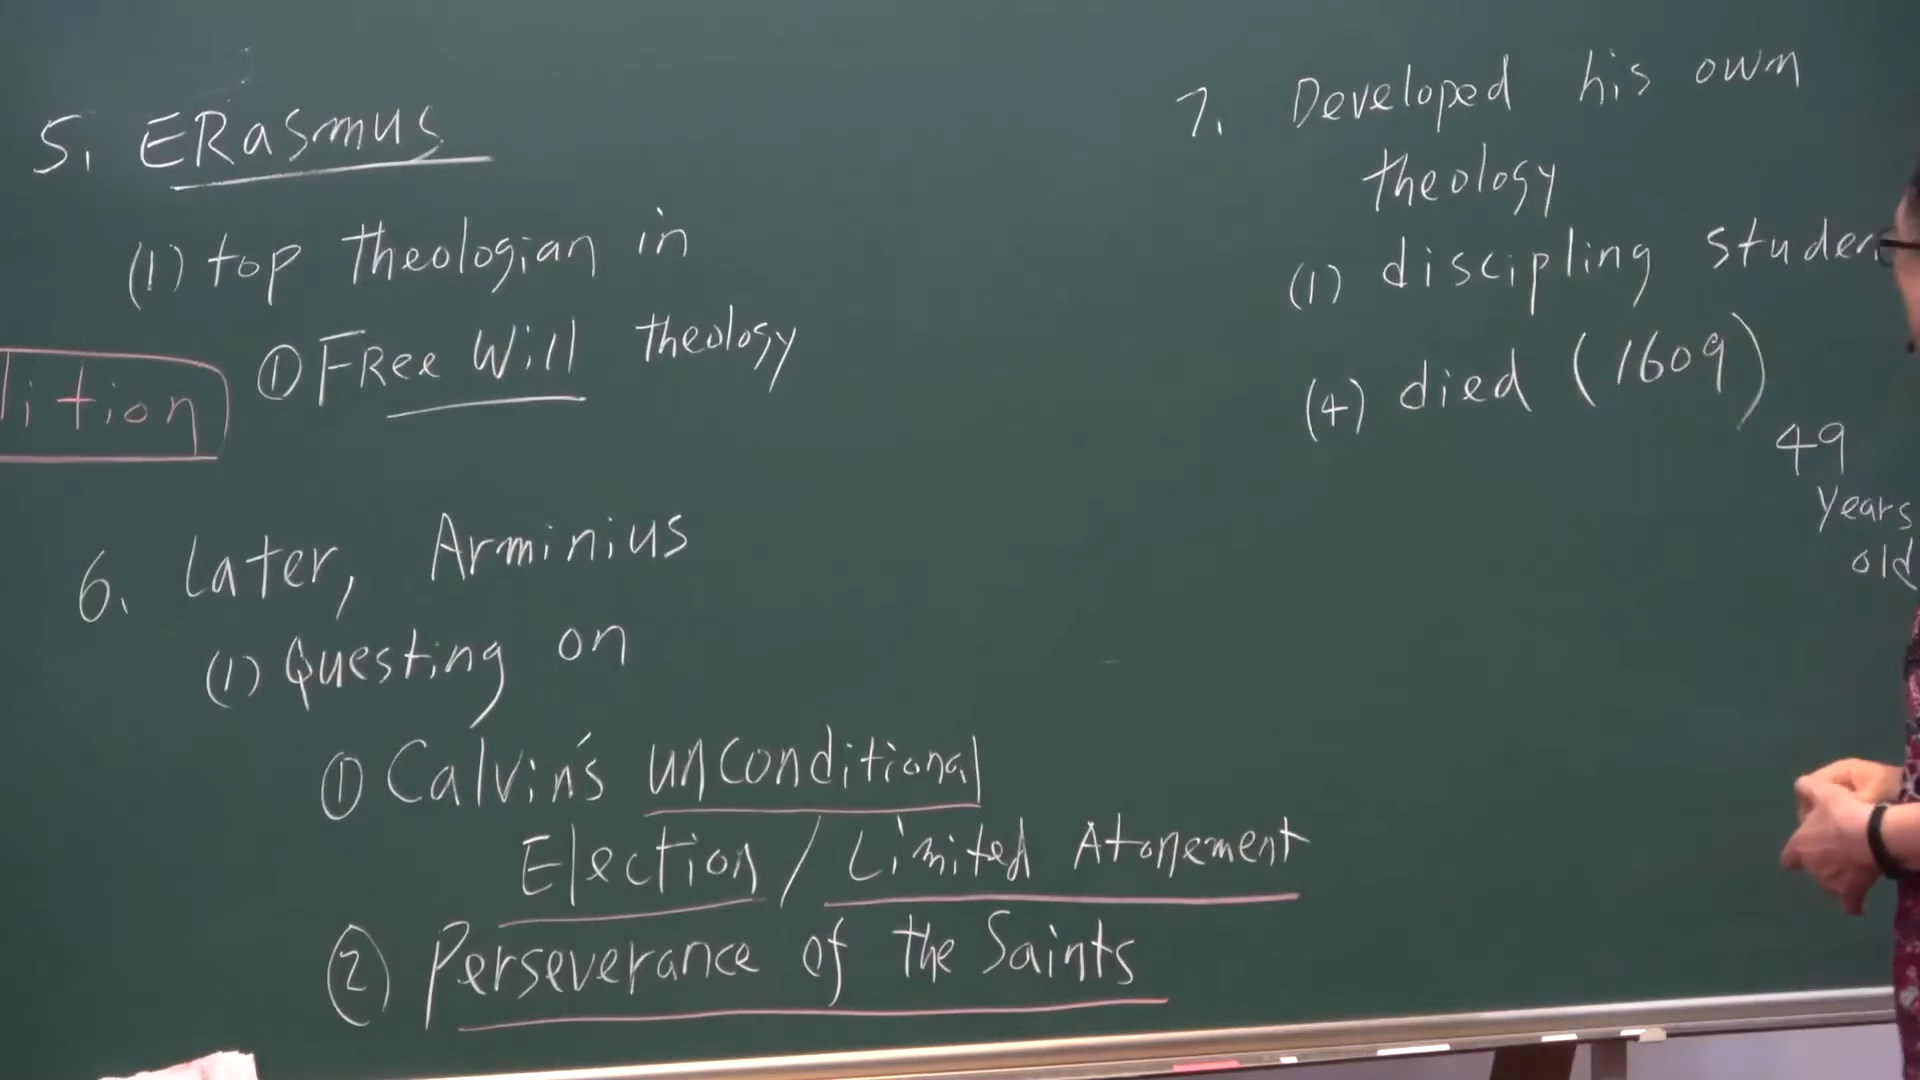 5. ERasmus
(1) top theologian in
① FRee Will theology
lition
6. Later, Arminius
(1) Questing on
① Calvin's unconditional
Election / Limited Atonement
② Perseverance of the Saints
7. Developed his own
theology
(1) discipling studen
(4) died (1609)
49
years
old